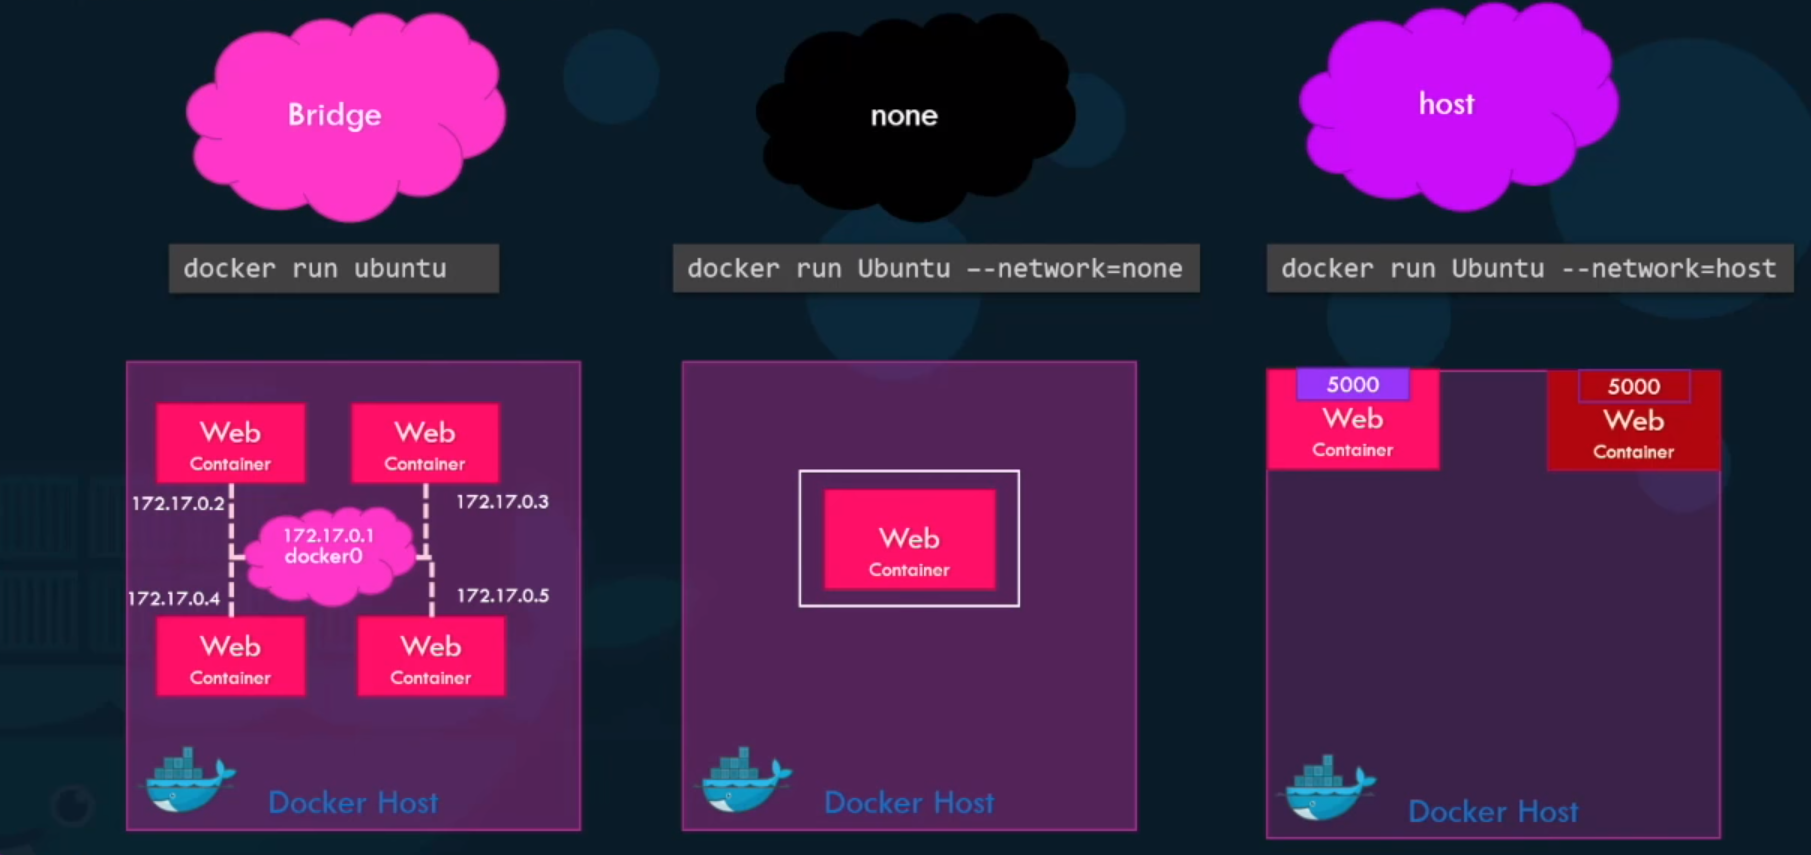 Bridge
none
host
docker run ubuntu
docker run Ubuntu –-network=none
docker run Ubuntu --network=host
Web
Container
Web
Container
172.17.0.2
172.17.0.3
172.17.0.1
docker0
172.17.0.4
172.17.0.5
Web
Container
Web
Container
Docker Host
Web
Container
Docker Host
5000
Web
Container
5000
Web
Container
Docker Host